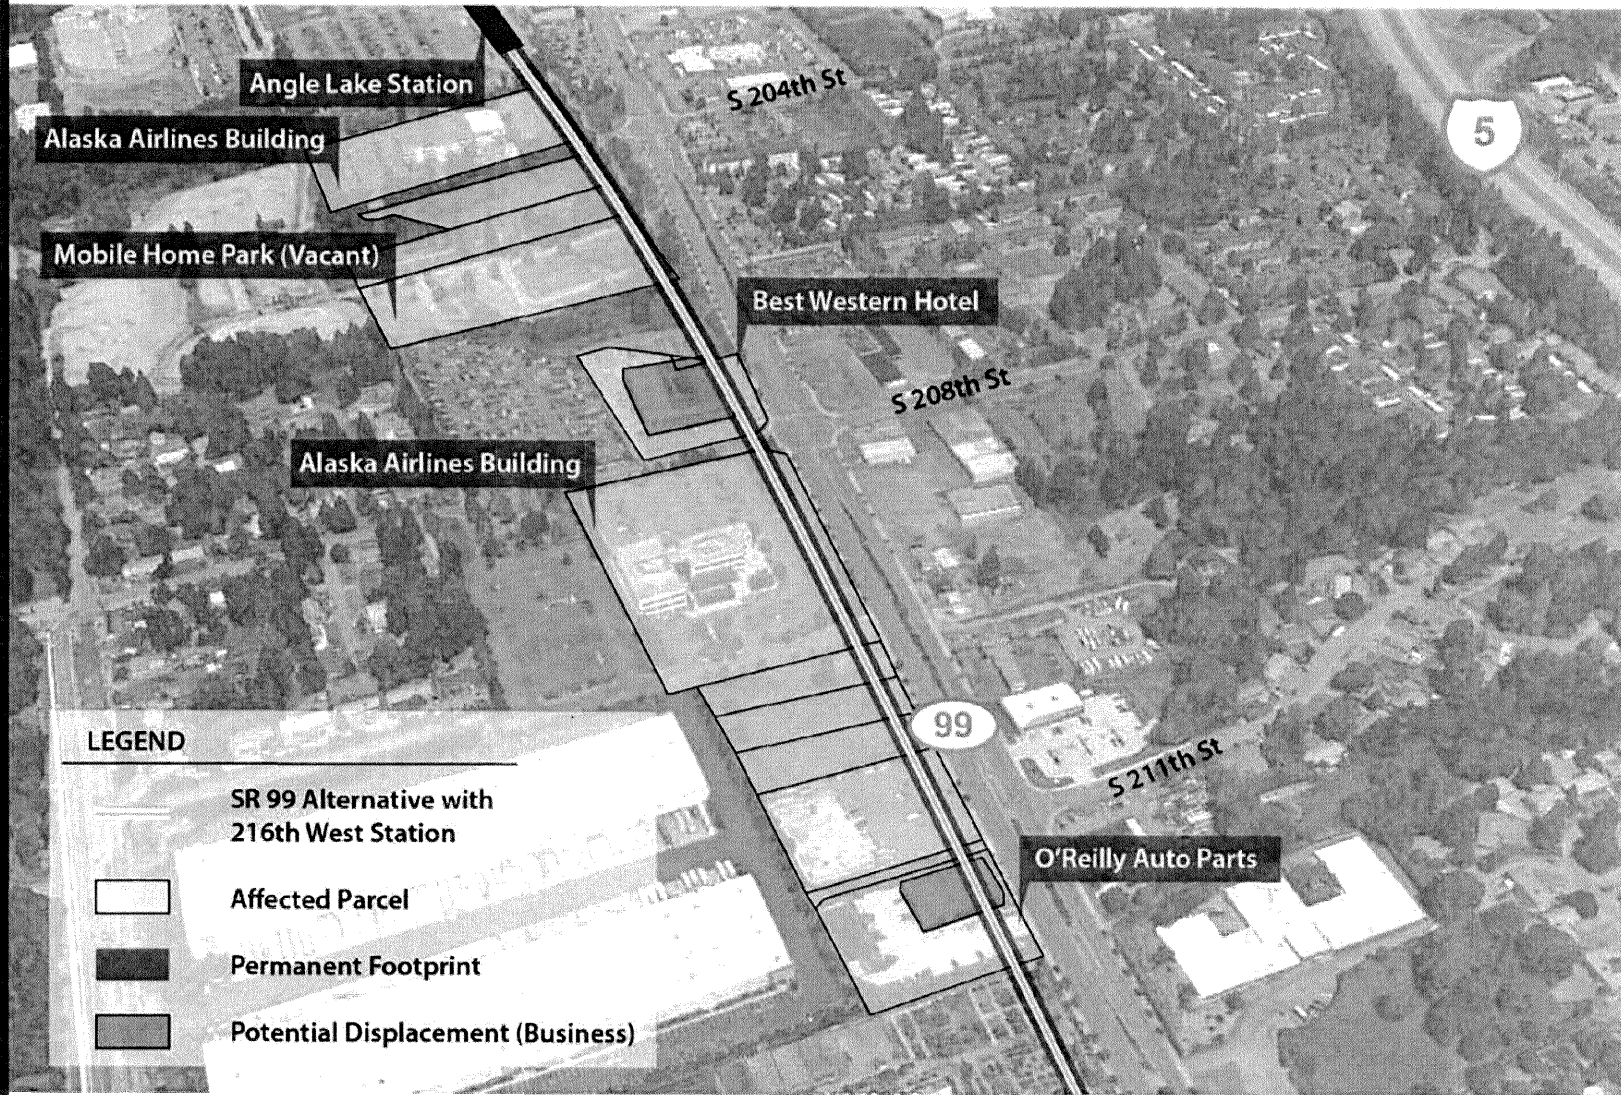 Angle Lake Station
S 204th St
Alaska Airlines Building
5
Mobile Home Park (Vacant)
Best Western Hotel
S 208th St
Alaska Airlines Building
99
S 211th St
O'Reilly Auto Parts
LEGEND
SR 99 Alternative with
216th West Station
Affected Parcel
Permanent Footprint
Potential Displacement (Business)